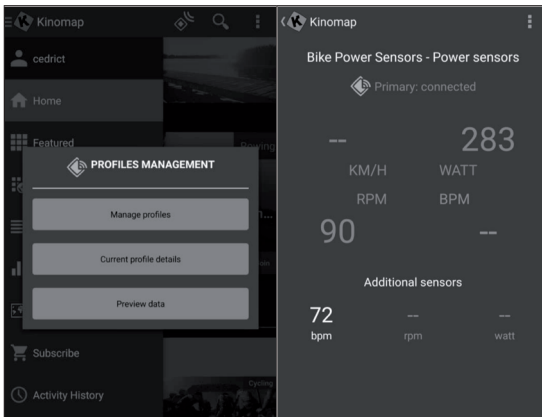 Kinomap
cedrict
Home
Featured
Rowing
PROFILES MANAGEMENT
Manage profiles
Current profile details
Preview data
Subscribe
Activity History
Cycling
Kinomap
Bike Power Sensors - Power sensors
Primary: connected
-- 283
KM/H WATT
RPM BPM
90 --
Additional sensors
72 -- --
bpm rpm watt